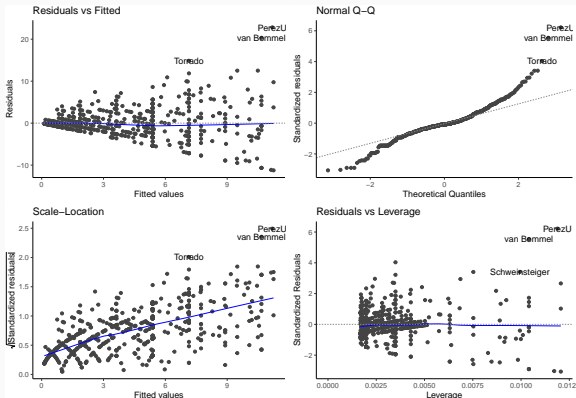 Residuals vs Fitted
PerezU
van Bommel
Torrado
20
10
0
−10
Residuals
0
3
6
9
Fitted values
Normal Q−Q
PerezU
van Bommel
Torrado
6
4
2
0
−2
Standardized residuals
−2
0
2
Theoretical Quantiles
Scale−Location
PerezU
van Bommel
Torrado
2.5
2.0
1.5
1.0
0.5
0.0
√|Standardized residuals|
0
3
6
9
Fitted values
Residuals vs Leverage
PerezU
van Bommel
Schweinsteiger
6
4
2
0
−2
Standardized Residuals
0.0000
0.0025
0.0050
0.0075
0.0100
0.0125
Leverage